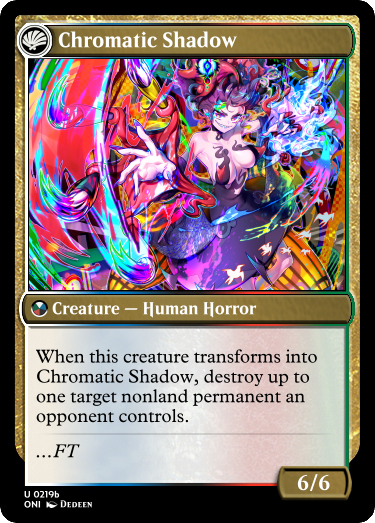 Chromatic Shadow
Creature — Human Horror
When this creature transforms into
Chromatic Shadow, destroy up to
one target nonland permanent an
opponent controls.
…FT
6/6
U 0219b
ONI Dedeen